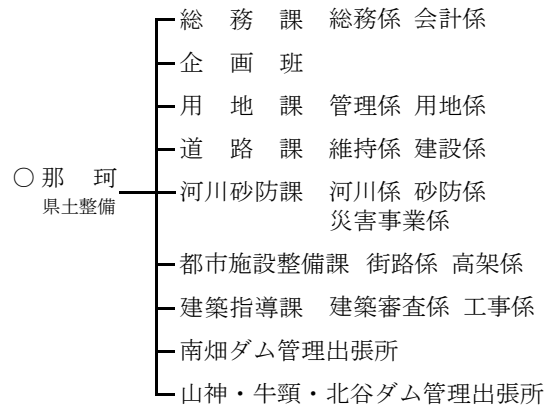 総務課 総務係 会計係
企画班
用地課 管理係 用地係
道路課 維持係 建設係
○那珂
県土整備
河川砂防課 河川係 砂防係
災害事業係
都市施設整備課 街路係 高架係
建築指導課 建築審査係 工事係
南畑ダム管理出張所
山神・牛頸・北谷ダム管理出張所